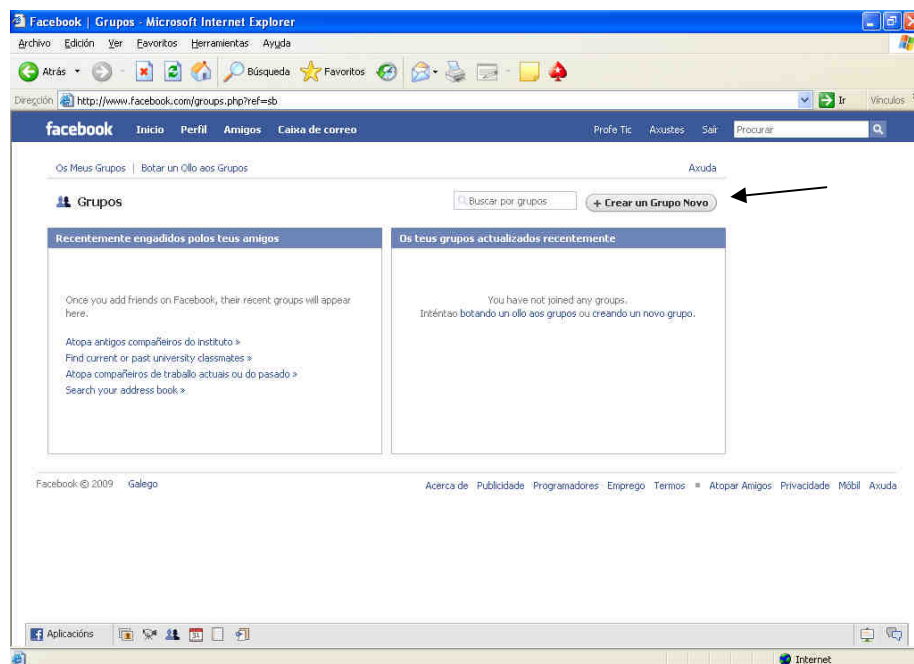 Facebook | Grupos - Microsoft Internet Explorer
Archivo Edición Ver Favoritos Herramientas Ayuda
Atrás Búsqueda Favoritos
Dirección http://www.facebook.com/groups.php?ref=sb Ir Vínculos
facebook Inicio Perfil Amigos Caixa de correo Profe Tic Axustes Saír Procurar
Os Meus Grupos | Botar un Ollo aos Grupos Axuda
Grupos Buscar por grupos + Crear un Grupo Novo
Recentemente engadidos polos teus amigos Os teus grupos actualizados recentemente
Once you add friends on Facebook, their recent groups will appear
here.
You have not joined any groups.
Inténtao botando un ollo aos grupos ou creando un novo grupo.
Atopa antigos compañeiros do instituto »
Find current or past university classmates »
Atopa compañeiros de traballo actuais ou do pasado »
Search your address book »
Facebook © 2009 Galego Acerca de Publicidade Programadores Emprego Termos Atopar Amigos Privacidade Móbil Axuda
Aplicacións 31
Internet